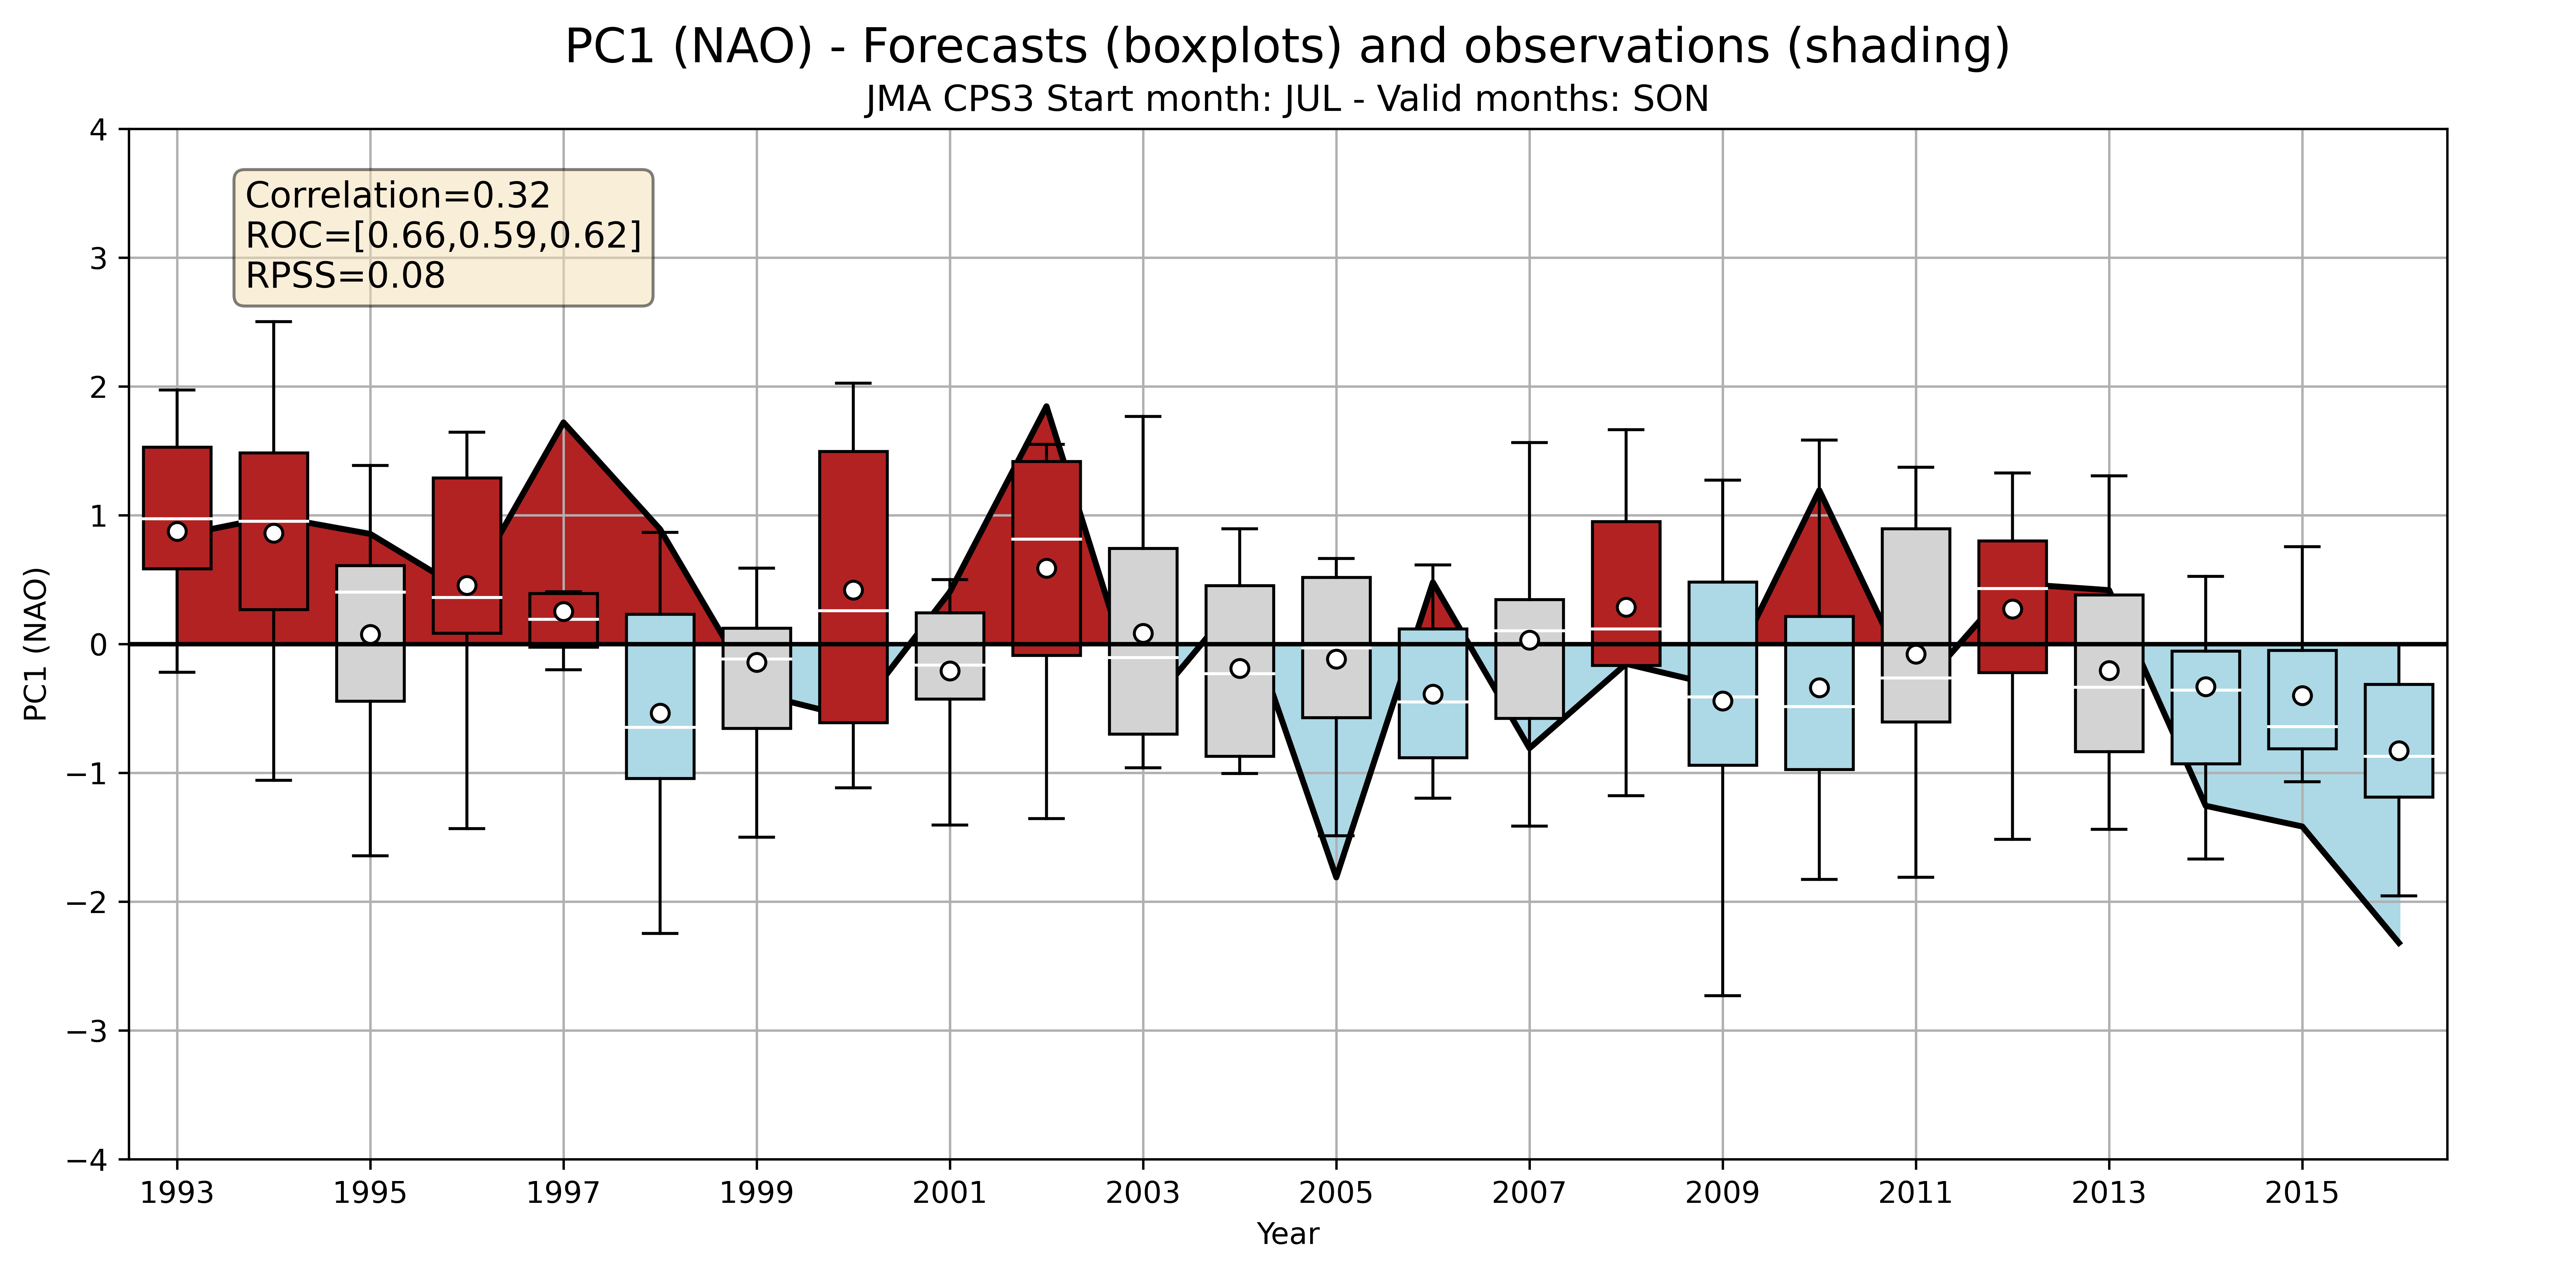 PC1 (NAO) - Forecasts (boxplots) and observations (shading)
JMA CPS3 Start month: JUL - Valid months: SON
Correlation=0.32
ROC=[0.66,0.59,0.62]
RPSS=0.08
PC1 (NAO)
4
3
2
1
0
−1
−2
−3
−4
1993 1995 1997 1999 2001 2003 2005 2007 2009 2011 2013 2015
Year